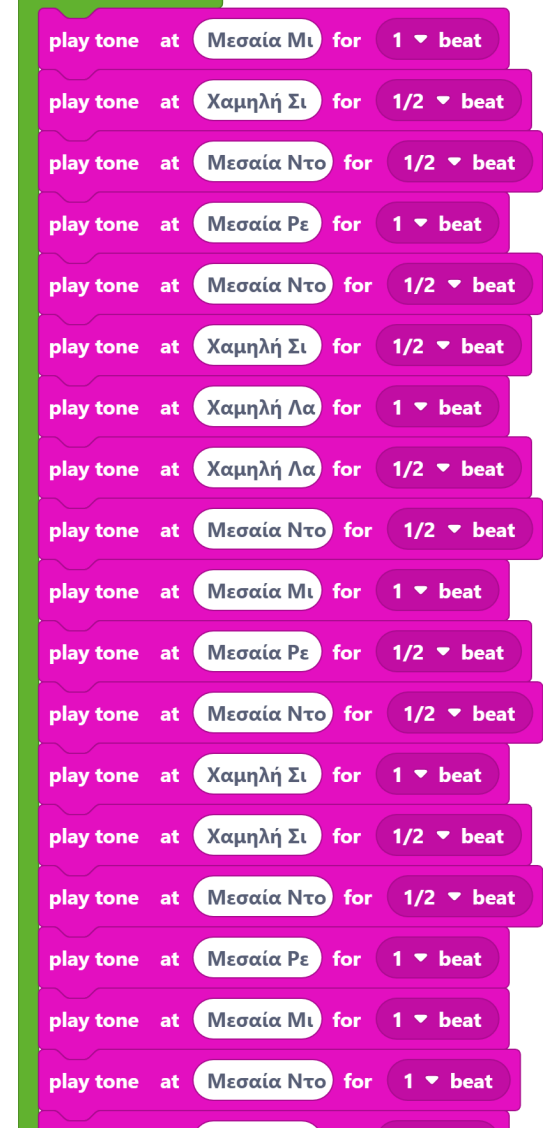 play tone at Μεσαία Μι for 1 beat
play tone at Χαμηλή Σι for 1/2 beat
play tone at Μεσαία Ντο for 1/2 beat
play tone at Μεσαία Ρε for 1 beat
play tone at Μεσαία Ντο for 1/2 beat
play tone at Χαμηλή Σι for 1/2 beat
play tone at Χαμηλή Λα for 1 beat
play tone at Χαμηλή Λα for 1/2 beat
play tone at Μεσαία Ντο for 1/2 beat
play tone at Μεσαία Μι for 1 beat
play tone at Μεσαία Ρε for 1/2 beat
play tone at Μεσαία Ντο for 1/2 beat
play tone at Χαμηλή Σι for 1 beat
play tone at Χαμηλή Σι for 1/2 beat
play tone at Μεσαία Ντο for 1/2 beat
play tone at Μεσαία Ρε for 1 beat
play tone at Μεσαία Μι for 1 beat
play tone at Μεσαία Ντο for 1 beat